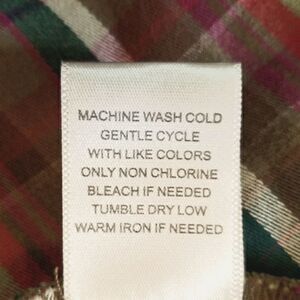 MACHINE WASH COLD
GENTLE CYCLE
WITH LIKE COLORS
ONLY NON CHLORINE
BLEACH IF NEEDED
TUMBLE DRY LOW
WARM IRON IF NEEDED